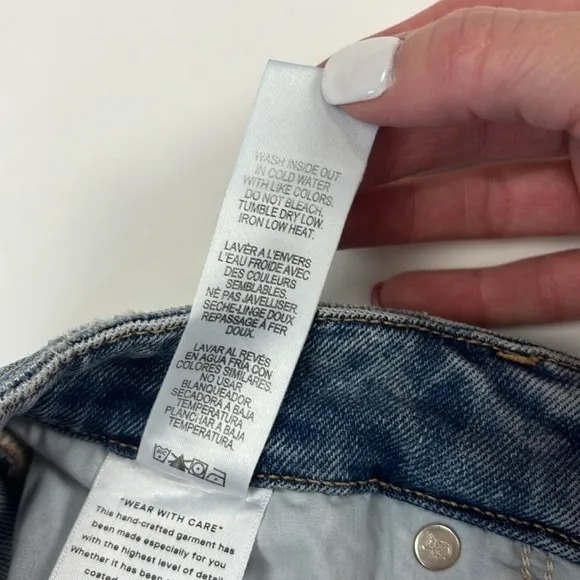 WASH INSIDE OUT
IN COLD WATER
WITH LIKE COLORS.
DO NOT BLEACH.
TUMBLE DRY LOW.
IRON LOW HEAT.
LAVER A L'ENVERS
L'EAU FROIDE AVEC
DES COULEURS
SEMBLABLES.
NE PAS JAVELLISER.
SECHE-LINGE DOUX.
REPASSAGE À FER
DOUX.
LAVAR AL REVÉS
EN AGUA FRIA CON
COLORES SIMILARES.
NO USAR
BLANQUEADOR.
SECADORA A BAJA
TEMPERATURA
PLANCHAR A BAJA
TEMPERATURA.
"WEAR WITH CARE"
This hand-crafted garment has
been made especially for you
with the highest level of detail
Whether it has been
coated